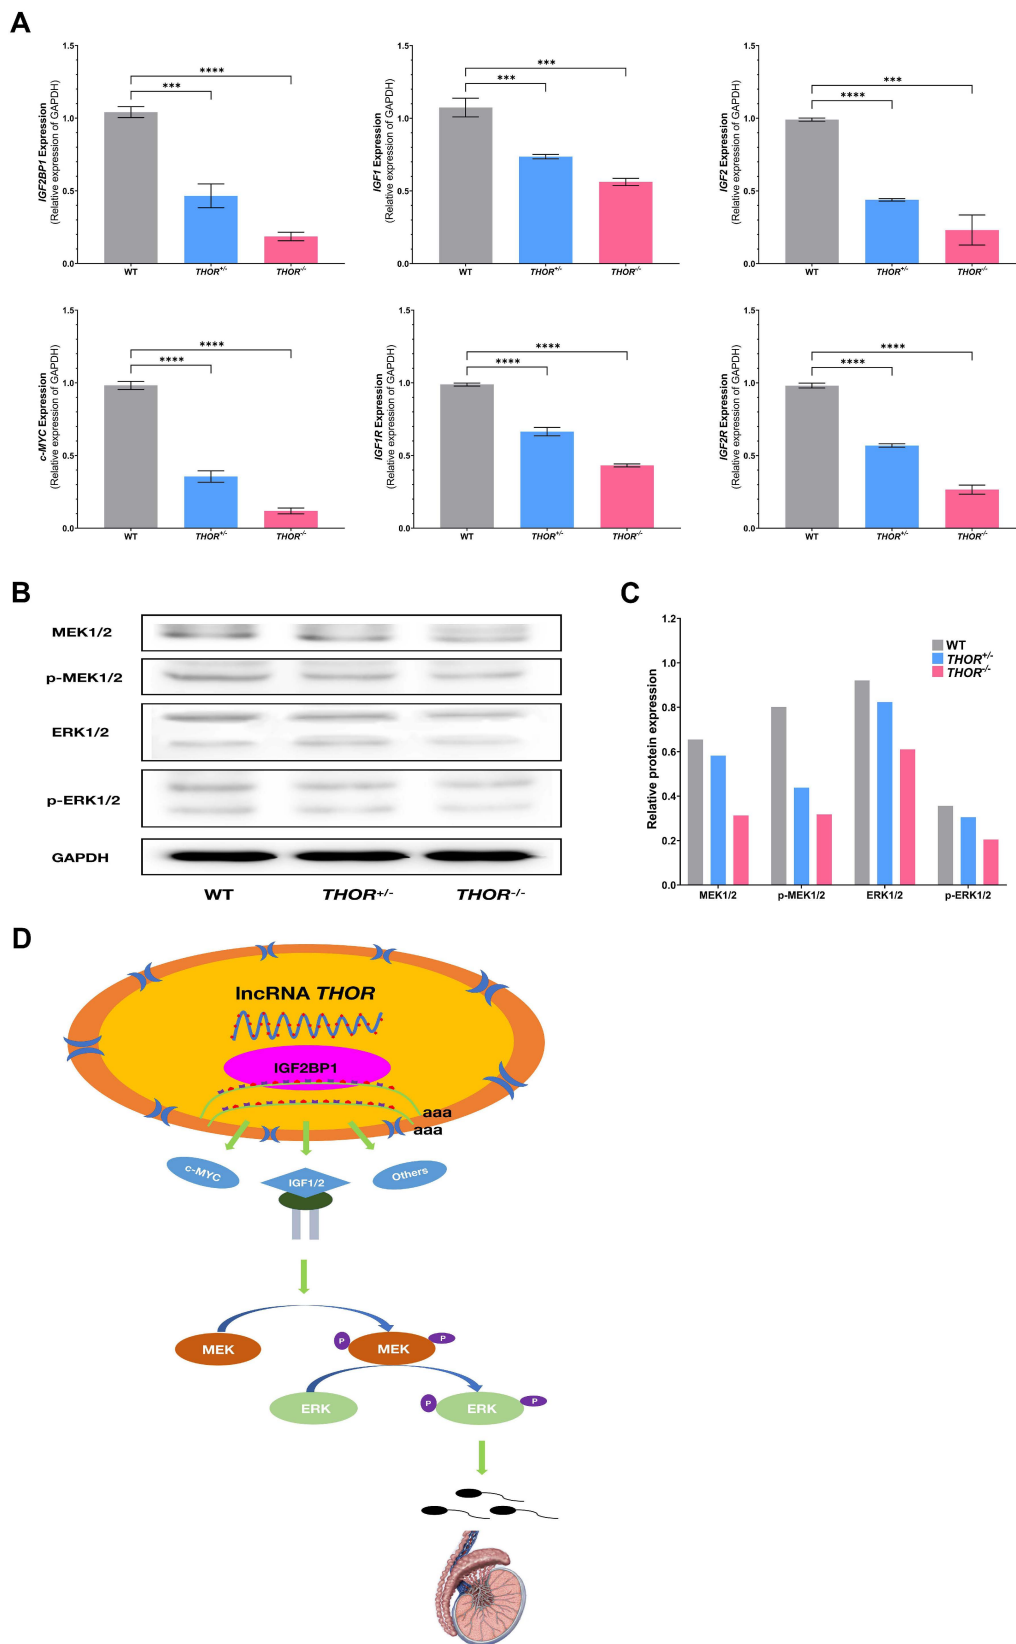 A
IGF2BP1 Expression
(Relative expression of GAPDH)
1.5
1.0
0.5
0.0
****
***
WT
THOR+/-
THOR-/-
IGF1 Expression
(Relative expression of GAPDH)
1.5
1.0
0.5
0.0
***
***
WT
THOR+/-
THOR-/-
IGF2 Expression
(Relative expression of GAPDH)
1.5
1.0
0.5
0.0
***
****
WT
THOR+/-
THOR-/-
c-MYC Expression
(Relative expression of GAPDH)
1.5
1.0
0.5
0.0
****
****
WT
THOR+/-
THOR-/-
IGF1R Expression
(Relative expression of GAPDH)
1.5
1.0
0.5
0.0
****
****
WT
THOR+/-
THOR-/-
IGF2R Expression
(Relative expression of GAPDH)
1.5
1.0
0.5
0.0
****
****
WT
THOR+/-
THOR-/-
B
MEK1/2
p-MEK1/2
ERK1/2
p-ERK1/2
GAPDH
WT
THOR+/-
THOR-/-
C
Relative protein expression
1.2
1.0
0.8
0.6
0.4
0.2
0.0
WT
THOR+/-
THOR-/-
MEK1/2
p-MEK1/2
ERK1/2
p-ERK1/2
D
lncRNA THOR
IGF2BP1
aaa
aaa
c-MYC
IGF1/2
Others
MEK
P
MEK
P
ERK
P
ERK
P